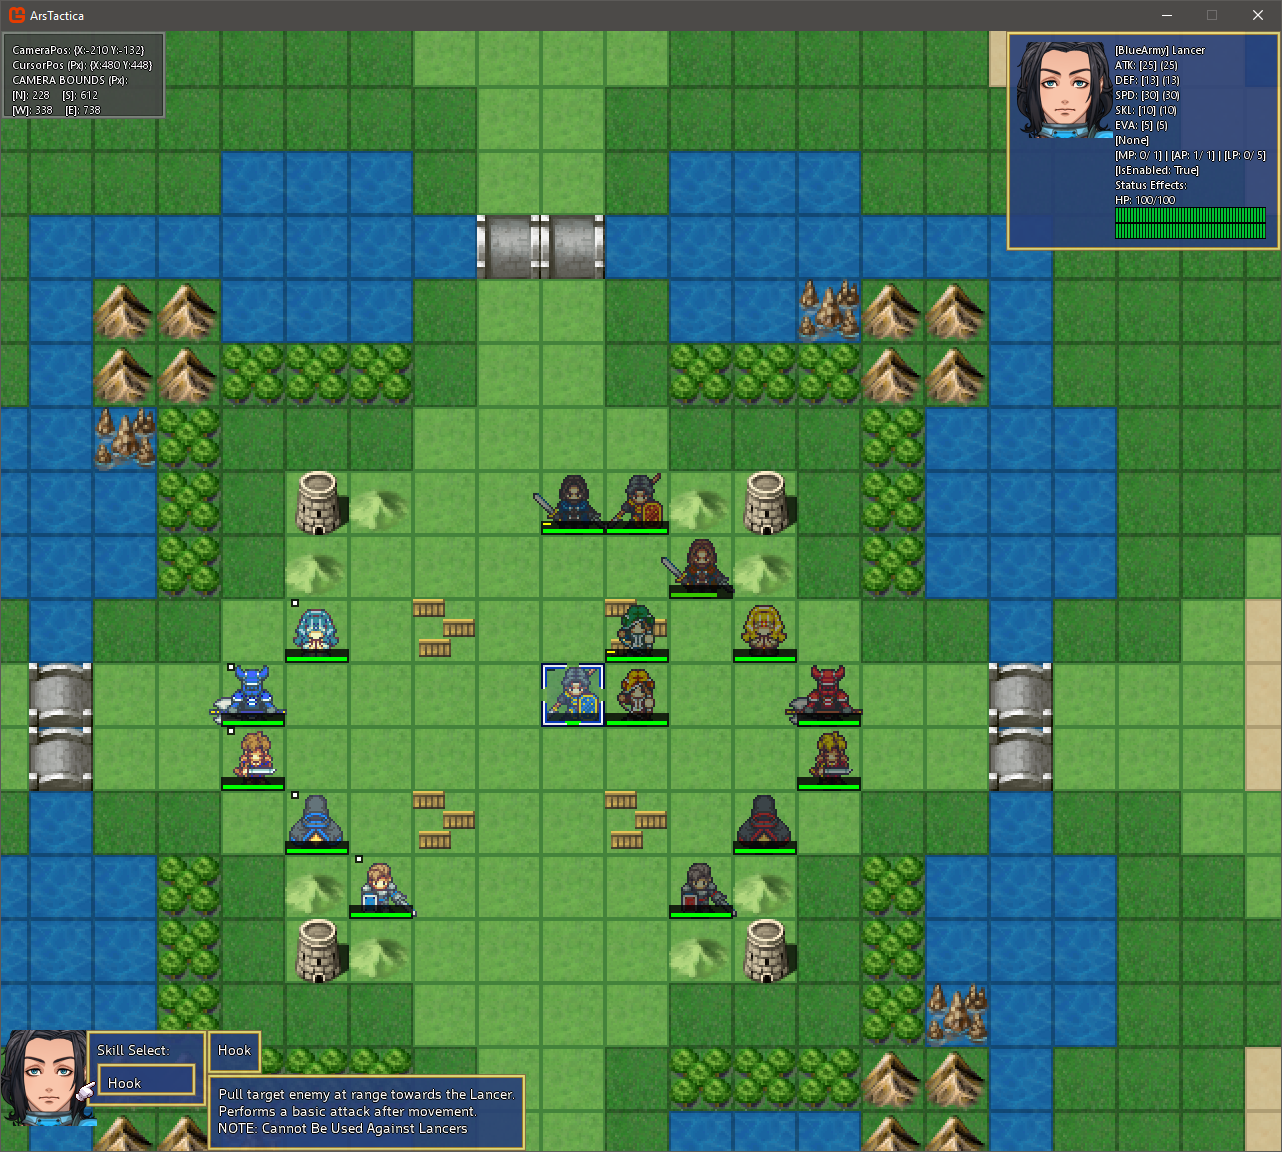 ArsTactica
CameraPos: {X:-210 Y:-132}
CursorPos (Px): {X:480 Y:448}
CAMERA BOUNDS (Px):
[N]: 228 [S]: 612
[W]: 338 [E]: 738
[BlueArmy] Lancer
ATK: [25] (25)
DEF: [13] (13)
SPD: [30] (30)
SKL: [10] (10)
EVA: [5] (5)
[None]
[MP: 0/ 1] | [AP: 1/ 1] | [LP: 0/ 5]
[IsEnabled: True]
Status Effects:
HP: 100/100
Skill Select:
Hook
Hook
Pull target enemy at range towards the Lancer.
Performs a basic attack after movement.
NOTE: Cannot Be Used Against Lancers